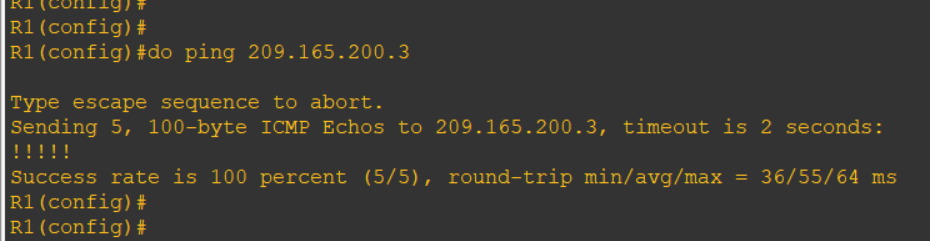 R1(config)#
R1(config)#
R1(config)#do ping 209.165.200.3
Type escape sequence to abort.
Sending 5, 100-byte ICMP Echos to 209.165.200.3, timeout is 2 seconds:
!!!!!
Success rate is 100 percent (5/5), round-trip min/avg/max = 36/55/64 ms
R1(config)#
R1(config)#